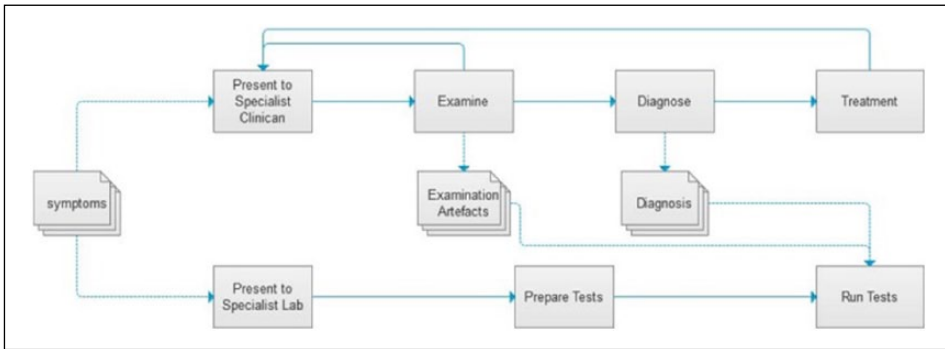 Present to
Specialist
Clinican
Examine
Diagnose
Treatment
symptoms
Examination
Artefacts
Diagnosis
Present to
Specialist Lab
Prepare Tests
Run Tests